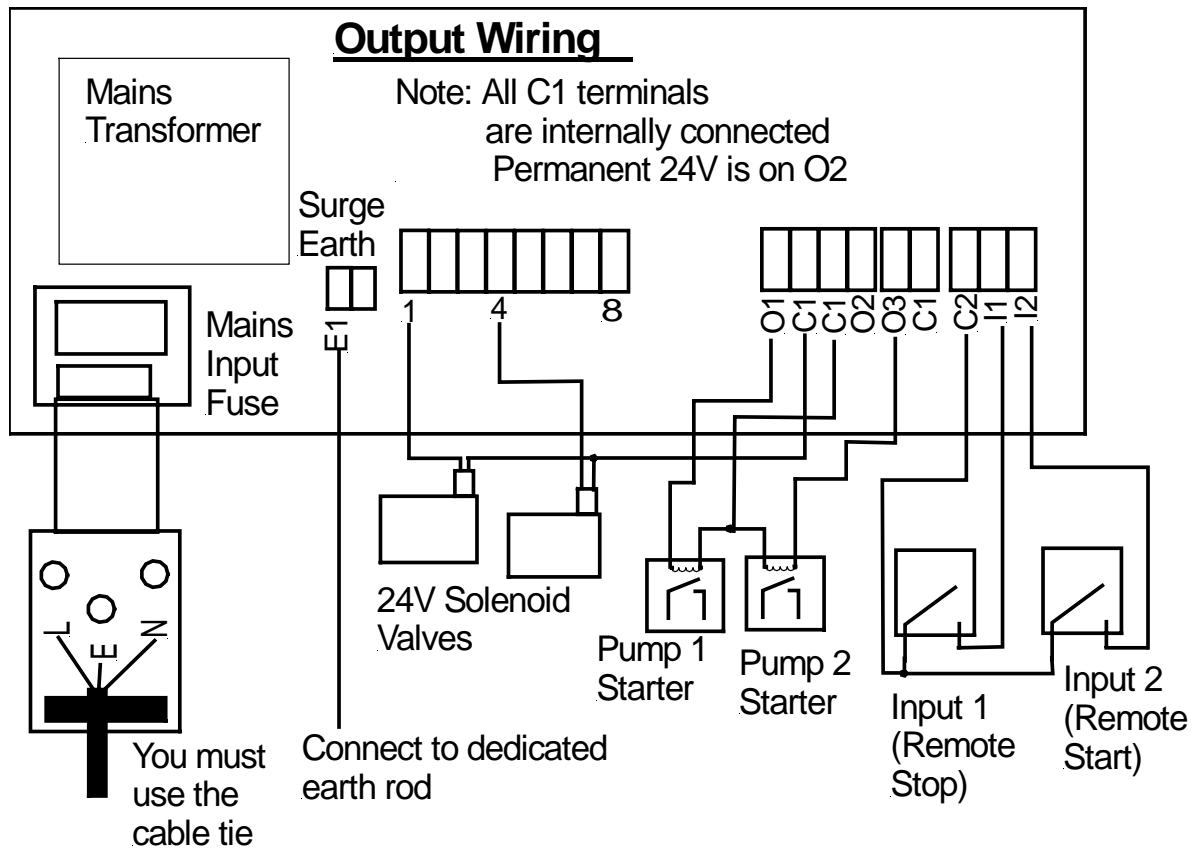 Output Wiring
Mains
Transformer
Note: All C1 terminals
are internally connected
Permanent 24V is on O2
Surge
Earth
1
4
8
E1
O1
C1
C1
O2
O3
C1
C2
I1
I2
Mains
Input
Fuse
L
E
N
24V Solenoid
Valves
Pump 1
Starter
Pump 2
Starter
Input 1
(Remote
Stop)
Input 2
(Remote
Start)
You must
use the
cable tie
Connect to dedicated
earth rod